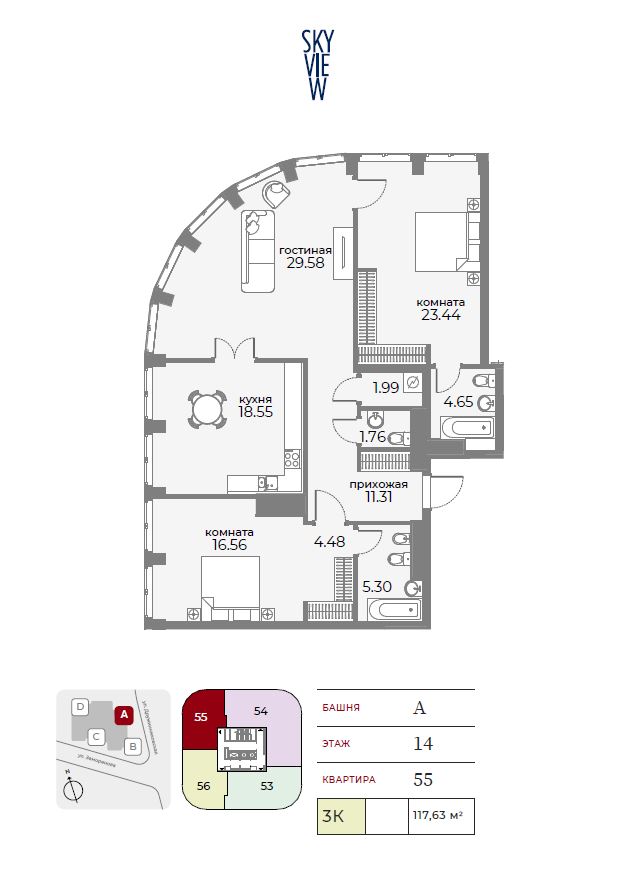 SKY
VIE
W
гостиная
29.58
комната
23.44
кухня
18.55
1.99
4.65
1.76
прихожая
11.31
комната
16.56
4.48
5.30
D
A
C
B
ул. Дружинниковская
ул. Заморенова
N
55
54
56
53
БАШНЯ A
ЭТАЖ 14
КВАРТИРА 55
3К 117,63 м²